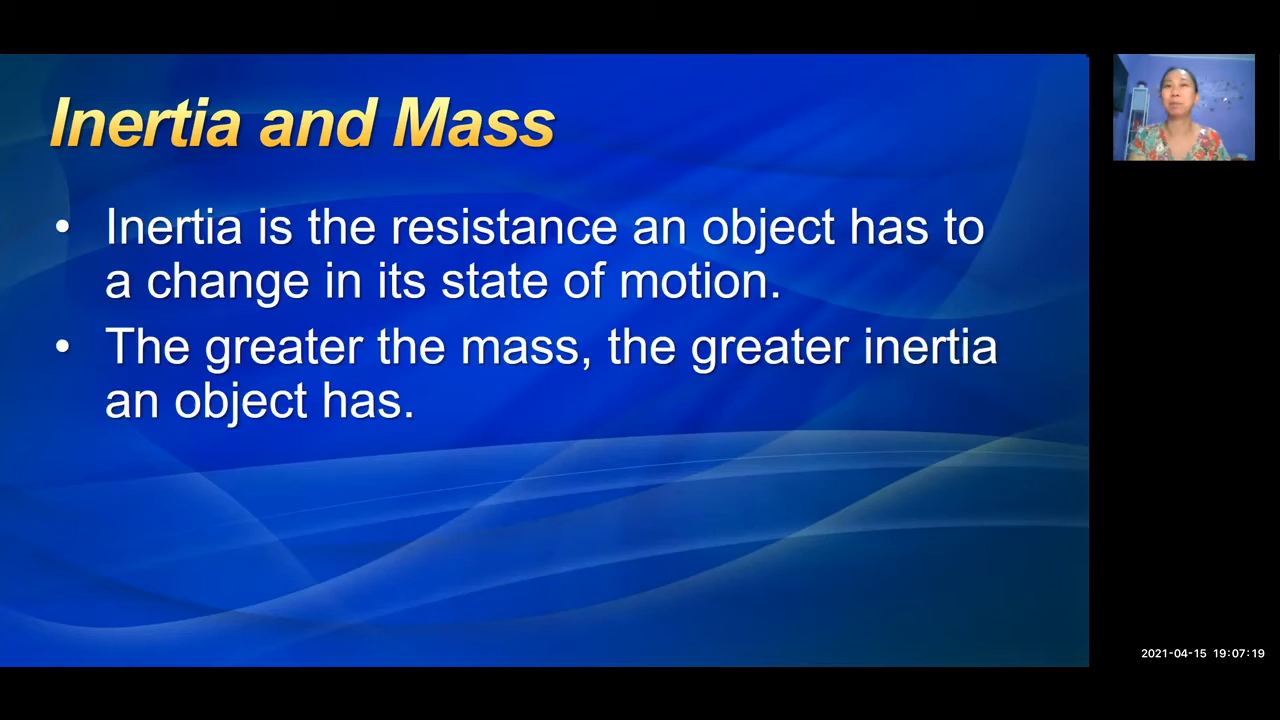 Inertia and Mass
• Inertia is the resistance an object has to
a change in its state of motion.
• The greater the mass, the greater inertia
an object has.
2021-04-15 19:07:19